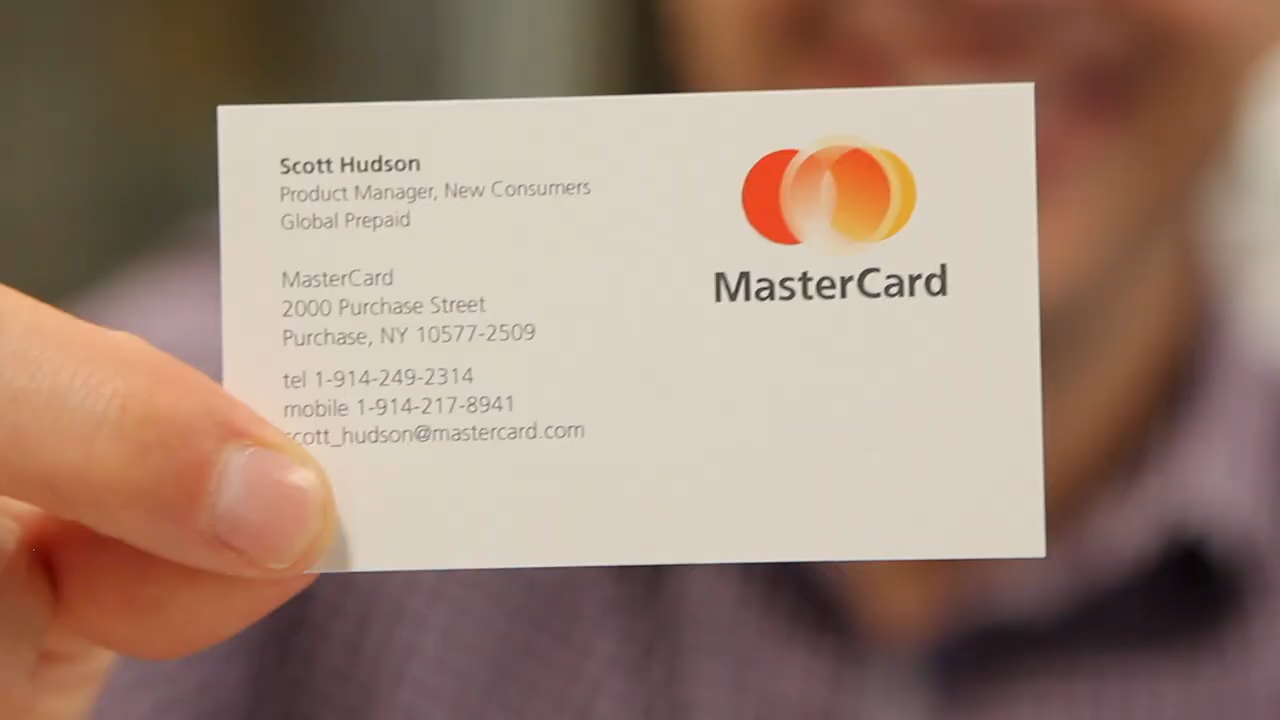 Scott Hudson
Product Manager, New Consumers
Global Prepaid
MasterCard
2000 Purchase Street
Purchase, NY 10577-2509
tel 1-914-249-2314
mobile 1-914-217-8941
scott_hudson@mastercard.com
MasterCard